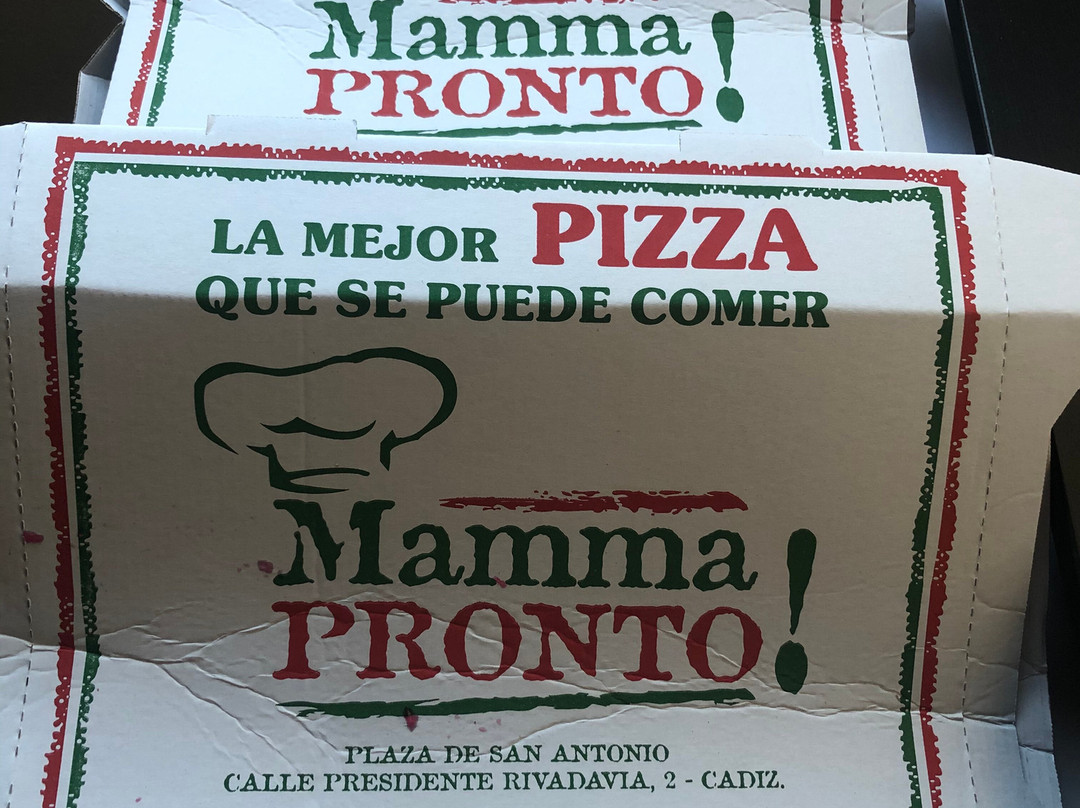 Mamma
PRONTO!
LA MEJOR PIZZA
QUE SE PUEDE COMER
Mamma
PRONTO!
PLAZA DE SAN ANTONIO
CALLE PRESIDENTE RIVADAVIA, 2 - CADIZ.